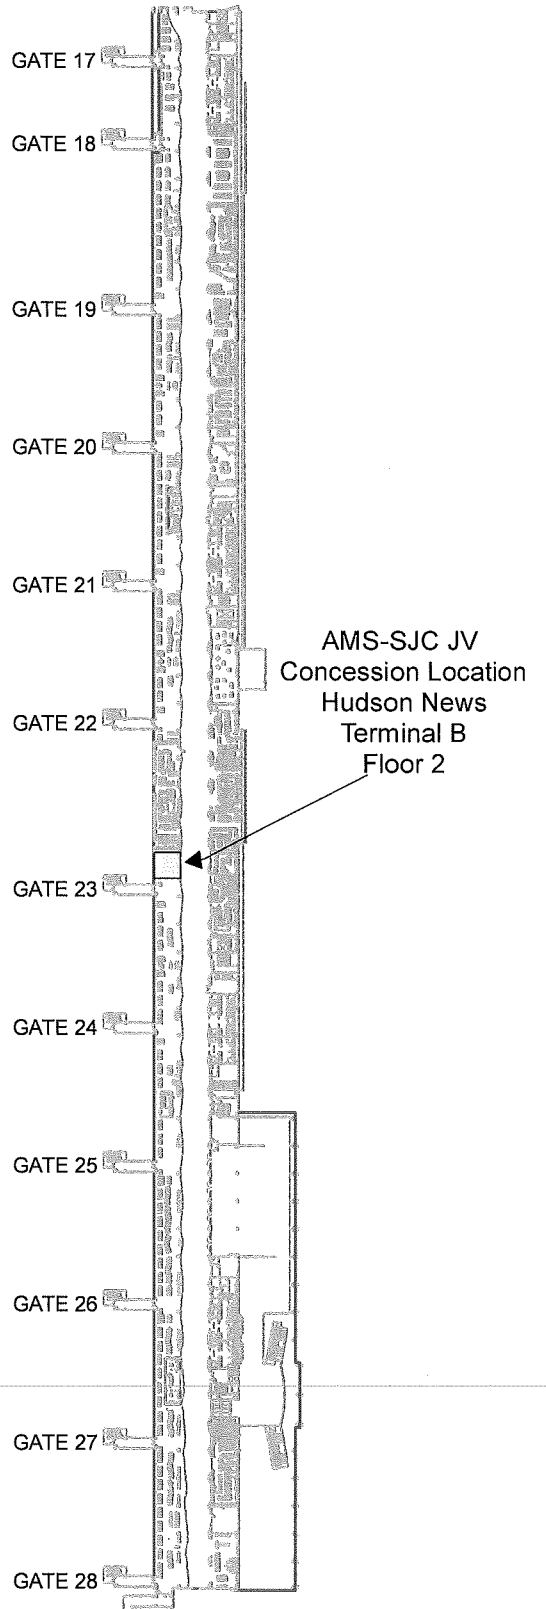 GATE 17
GATE 18
GATE 19
GATE 20
GATE 21
AMS-SJC JV
Concession Location
Hudson News
Terminal B
Floor 2
GATE 22
GATE 23
GATE 24
GATE 25
GATE 26
GATE 27
GATE 28